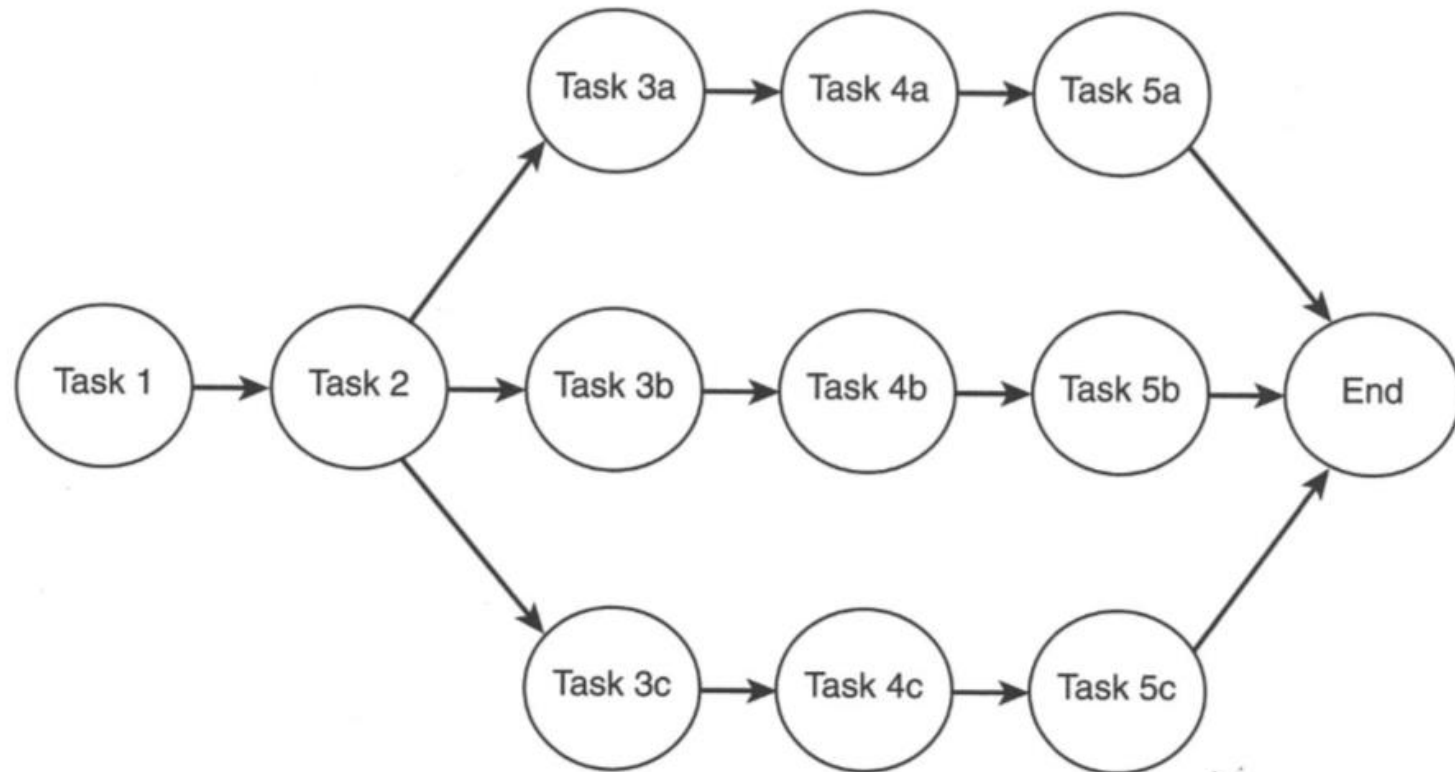 Task 3a
Task 4a
Task 5a
Task 1
Task 2
Task 3b
Task 4b
Task 5b
End
Task 3c
Task 4c
Task 5c